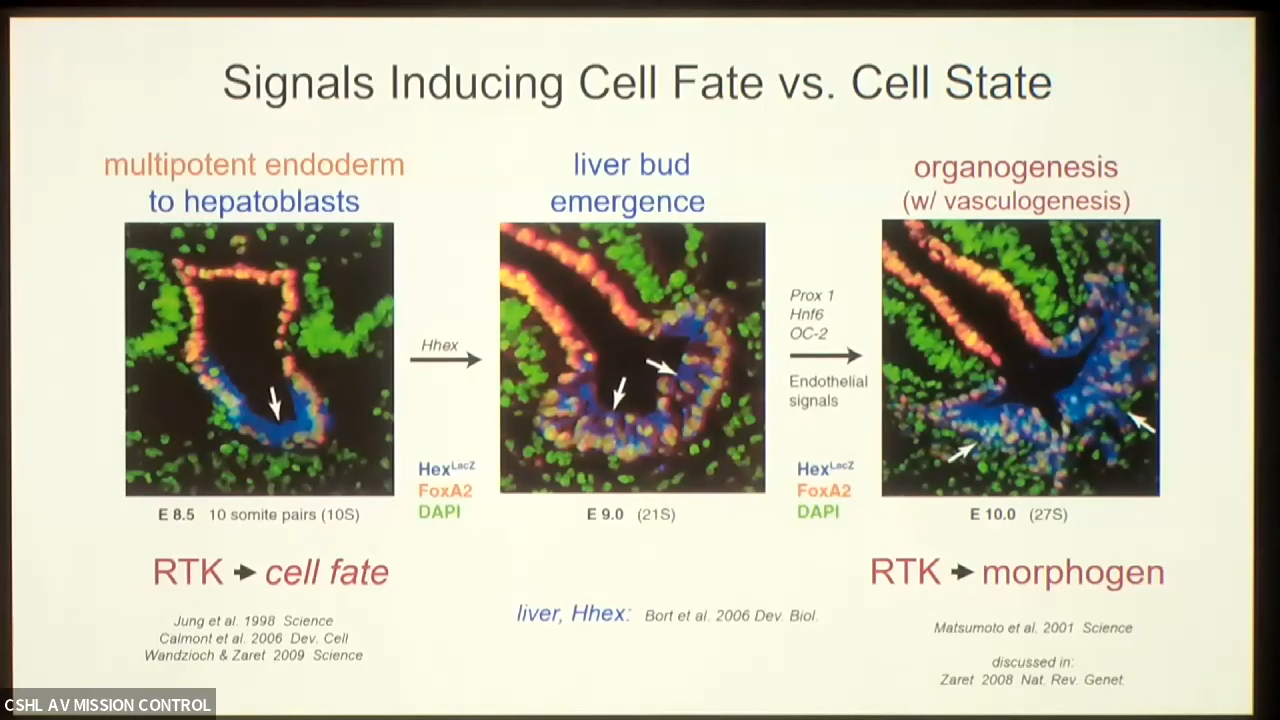 Signals Inducing Cell Fate vs. Cell State
multipotent endoderm
to hepatoblasts
liver bud
emergence
organogenesis
(w/ vasculogenesis)
Hhex
Prox 1
Hnf6
OC-2
Endothelial
signals
HexLacZ
FoxA2
DAPI
HexLacZ
FoxA2
DAPI
E 8.5 10 somite pairs (10S)
E 9.0 (21S)
E 10.0 (27S)
RTK → cell fate
RTK → morphogen
Jung et al. 1998 Science
Calmont et al. 2006 Dev. Cell
Wandzioch & Zaret 2009 Science
liver, Hhex: Bort et al. 2006 Dev. Biol.
Matsumoto et al. 2001 Science
discussed in:
Zaret 2008 Nat. Rev. Genet.
CSHL AV MISSION CONTROL